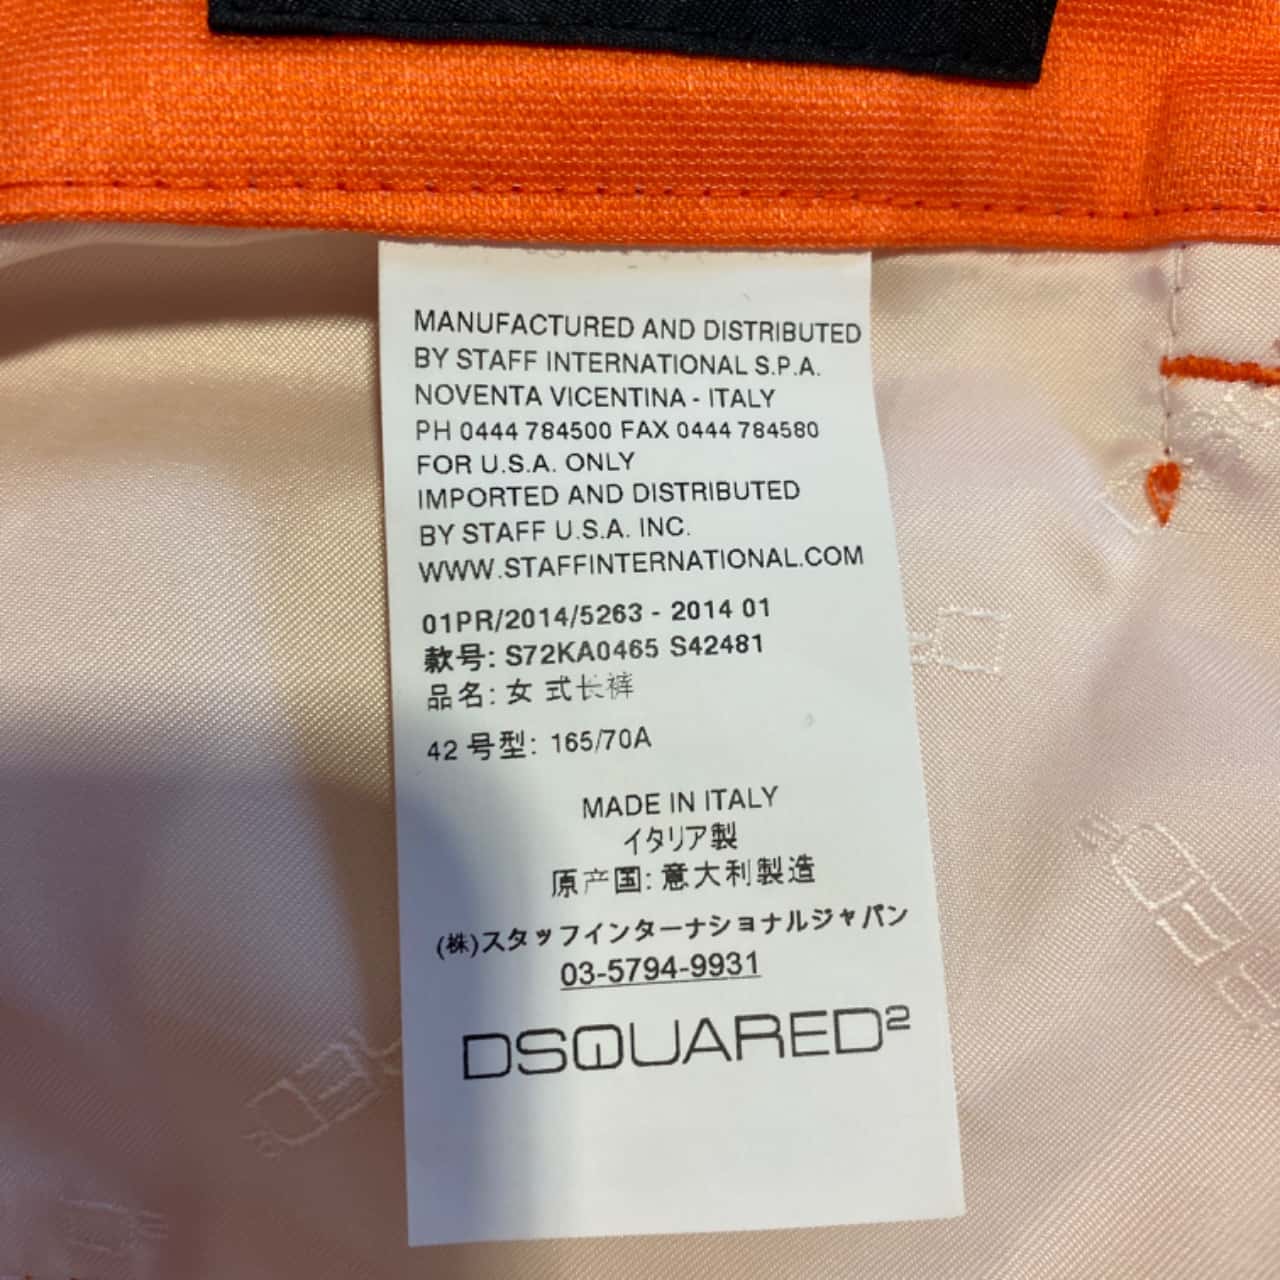 MANUFACTURED AND DISTRIBUTED
BY STAFF INTERNATIONAL S.P.A.
NOVENTA VICENTINA - ITALY
PH 0444 784500 FAX 0444 784580
FOR U.S.A. ONLY
IMPORTED AND DISTRIBUTED
BY STAFF U.S.A. INC.
WWW.STAFFINTERNATIONAL.COM
01PR/2014/5263 - 2014 01
款号: S72KA0465 S42481
品名: 女 式长裤
42 号型: 165/70A
MADE IN ITALY
イタリア製
原产国: 意大利製造
(株)スタッフインターナショナルジャパン
03-5794-9931
DSQUARED²